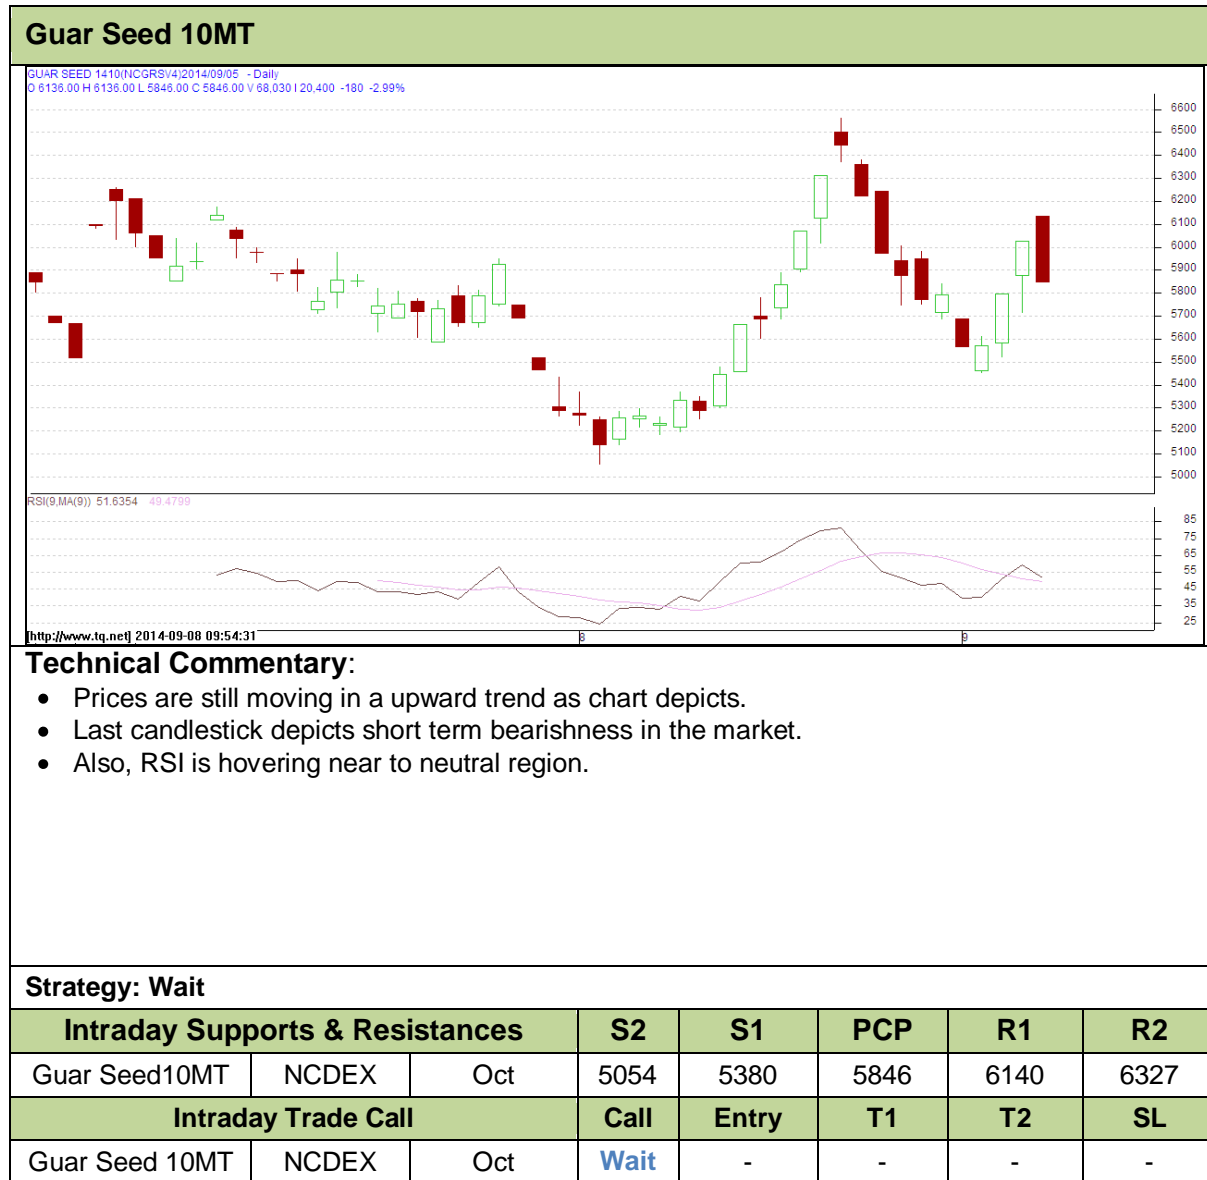 Guar Seed 10MT
GUAR SEED 1410(NCGRSV4)2014/09/05 - Daily
O 6136.00 H 6136.00 L 5846.00 C 5846.00 V 68,030 I 20,400 -180 -2.99%
6600
6500
6400
6300
6200
6100
6000
5900
5800
5700
5600
5500
5400
5300
5200
5100
5000
RSI(9,MA(9)) 51.6354 49.4799
85
75
65
55
45
35
25
[http://www.tq.net] 2014-09-08 09:54:31
8
9
Technical Commentary:
• Prices are still moving in a upward trend as chart depicts.
• Last candlestick depicts short term bearishness in the market.
• Also, RSI is hovering near to neutral region.
Strategy: Wait
Intraday Supports & Resistances S2 S1 PCP R1 R2
Guar Seed10MT NCDEX Oct 5054 5380 5846 6140 6327
Intraday Trade Call Call Entry T1 T2 SL
Guar Seed 10MT NCDEX Oct Wait - - - -